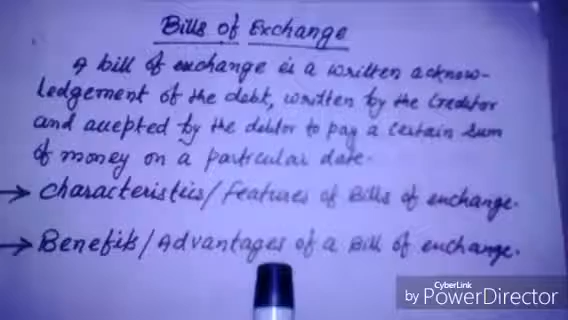 Bills of Exchange
A bill of exchange is a written acknow-
ledgement of the debt, written by the Creditor
and accepted by the debtor to pay a certain sum
of money on a particular date.
→ Characteristics/Features of Bills of exchange.
→ Benefits/Advantages of a Bill of exchange.
CyberLink
by PowerDirector